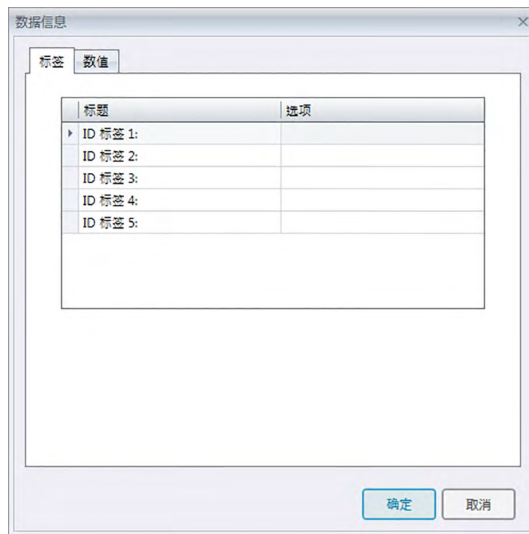 数据信息
标签 数值
标题 选项
ID 标签 1:
ID 标签 2:
ID 标签 3:
ID 标签 4:
ID 标签 5:
确定 取消